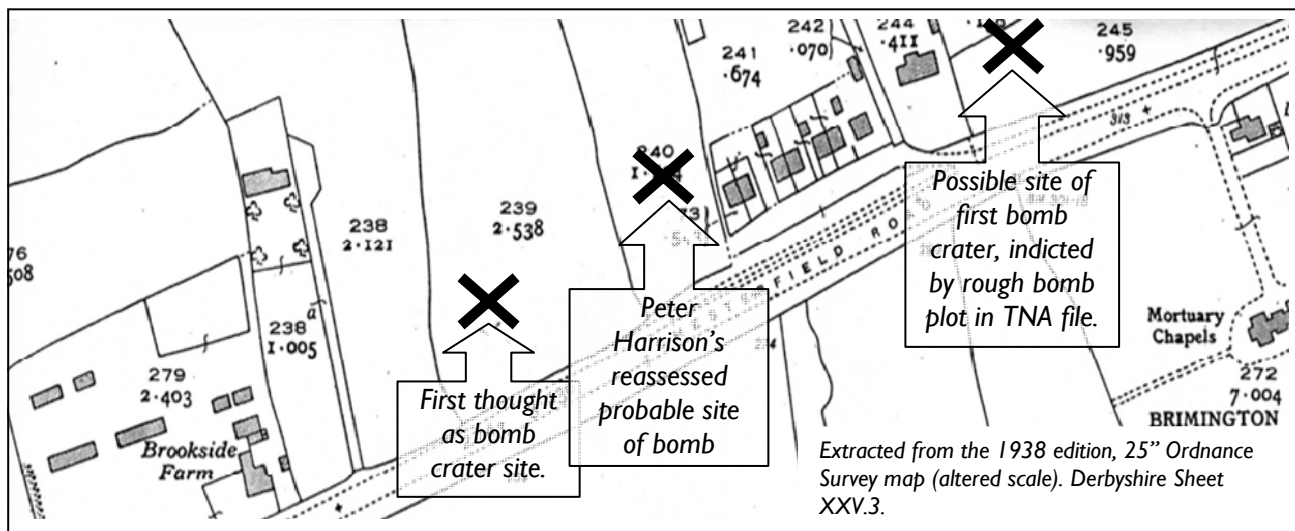 242
·070)
244
·411
245
·959
241
·674
240
313
76
508
238
2·121
239
2·538
a
238
1·005
279
2·403
Brookside
Farm
First thought
as bomb
crater site.
Peter
Harrison’s
reassessed
probable site
of bomb
Possible site of
first bomb
crater, indicted
by rough bomb
plot in TNA file.
Mortuary
Chapels
272
7·004
BRIMINGTON
Extracted from the 1938 edition, 25” Ordnance
Survey map (altered scale). Derbyshire Sheet
XXV.3.